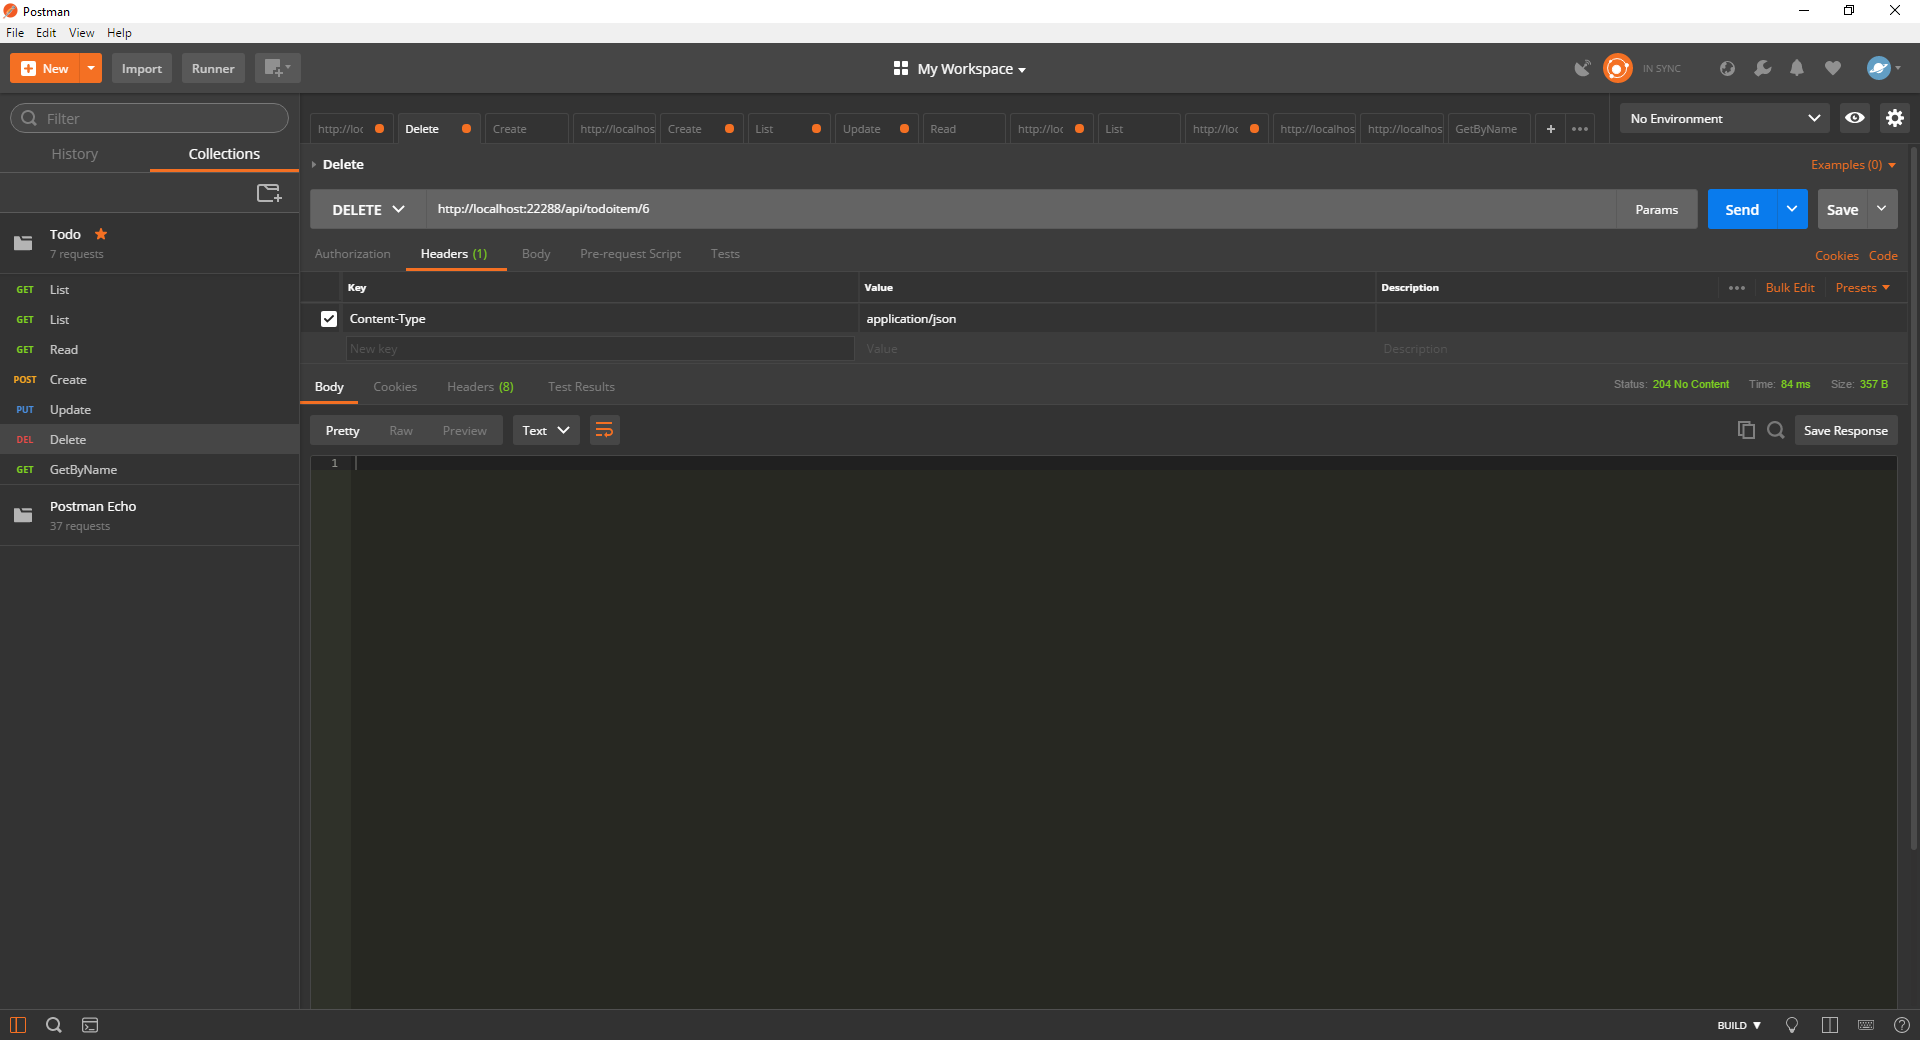 Postman
File Edit View Help
New Import Runner My Workspace IN SYNC
Filter
http://loc Delete Create http://localhos Create List Update Read http://loc List http://loc http://localhos http://localhos GetByName + No Environment
History Collections
Delete Examples (0)
DELETE http://localhost:22288/api/todoitem/6 Params Send Save
Todo
7 requests
Authorization Headers (1) Body Pre-request Script Tests Cookies Code
Key Value Description Bulk Edit Presets
GET List
Content-Type application/json
GET List
New key Value Description
GET Read
POST Create
Body Cookies Headers (8) Test Results Status: 204 No Content Time: 84 ms Size: 357 B
PUT Update
Pretty Raw Preview Text Save Response
DEL Delete
1
GET GetByName
Postman Echo
37 requests
BUILD